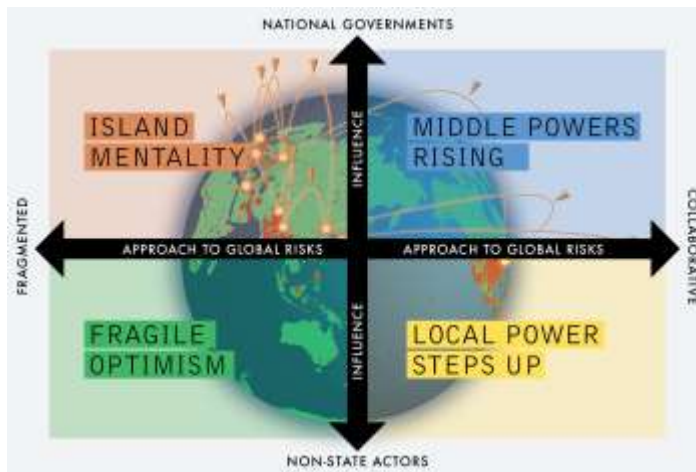 NATIONAL GOVERNMENTS
ISLAND
MENTALITY
INFLUENCE
MIDDLE POWERS
RISING
FRAGMENTED
APPROACH TO GLOBAL RISKS
APPROACH TO GLOBAL RISKS
COLLABORATIVE
FRAGILE
OPTIMISM
INFLUENCE
LOCAL POWER
STEPS UP
NON-STATE ACTORS